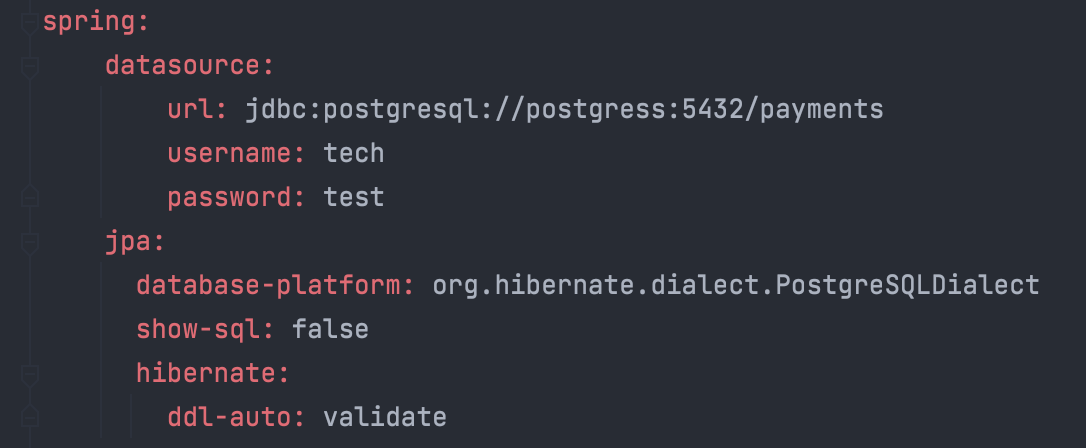 spring:
    datasource:
        url: jdbc:postgresql://postgress:5432/payments
        username: tech
        password: test
    jpa:
      database-platform: org.hibernate.dialect.PostgreSQLDialect
      show-sql: false
      hibernate:
        ddl-auto: validate